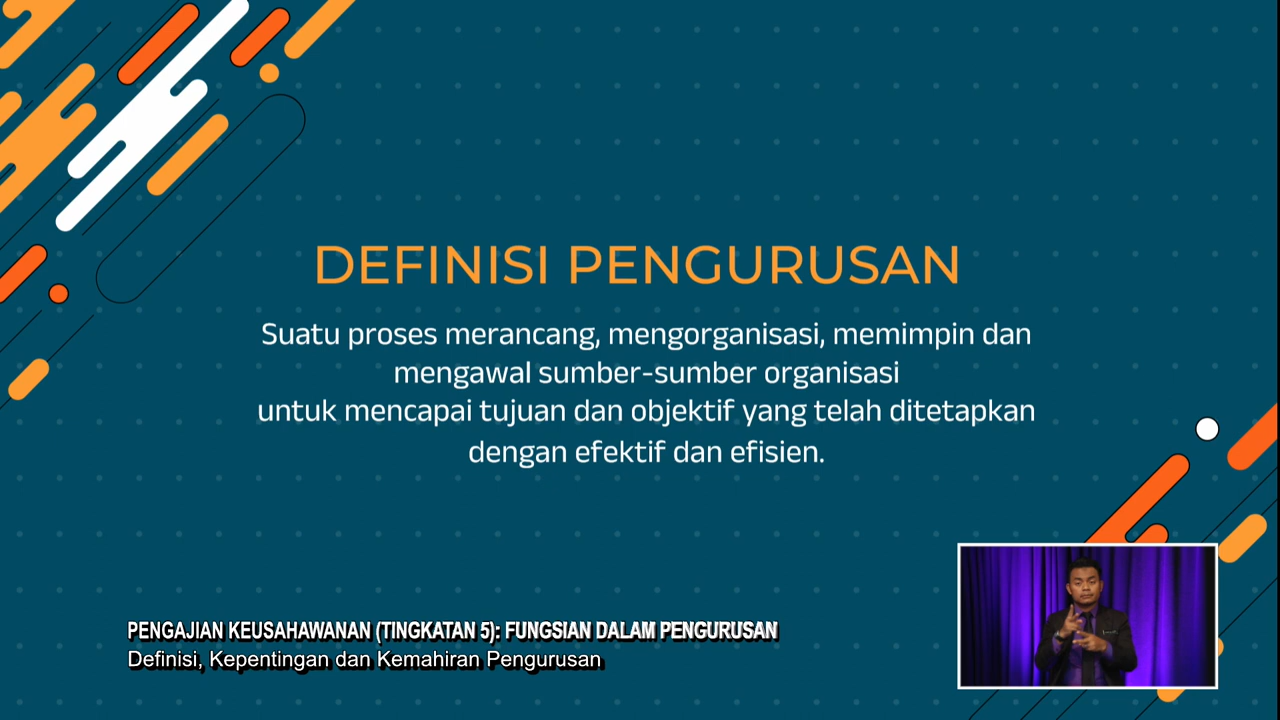 DEFINISI PENGURUSAN
Suatu proses merancang, mengorganisasi, memimpin dan
mengawal sumber-sumber organisasi
untuk mencapai tujuan dan objektif yang telah ditetapkan
dengan efektif dan efisien.
PENGAJIAN KEUSAHAWANAN (TINGKATAN 5): FUNGSIAN DALAM PENGURUSAN
Definisi, Kepentingan dan Kemahiran Pengurusan